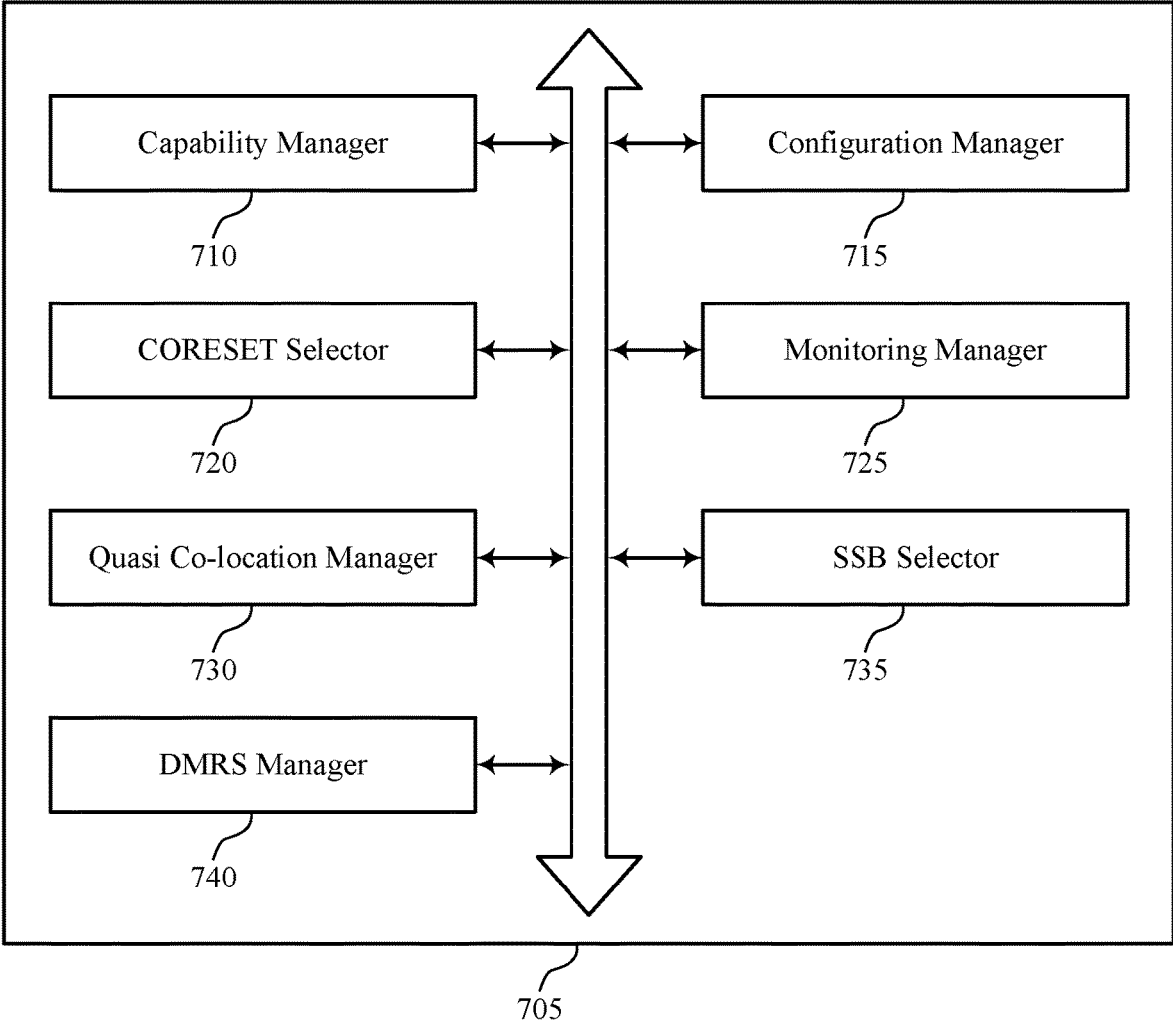 Capability Manager
Configuration Manager
710
715
CORESET Selector
Monitoring Manager
720
725
Quasi Co-location Manager
SSB Selector
730
735
DMRS Manager
740
705